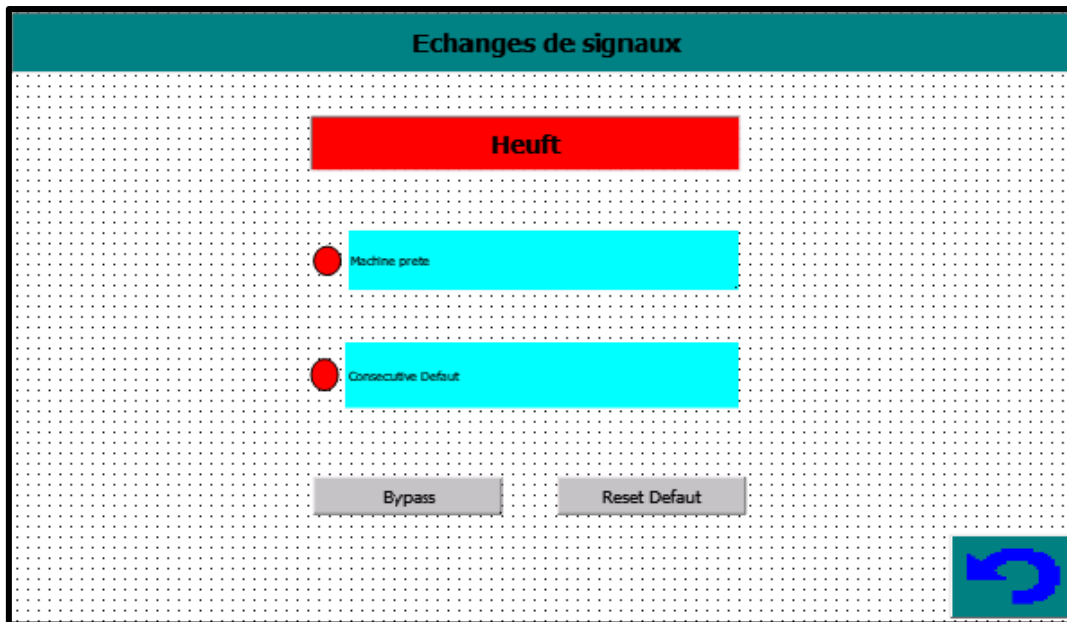 Echanges de signaux
Heuft
Machine prete
Consecutive Defaut
Bypass
Reset Defaut